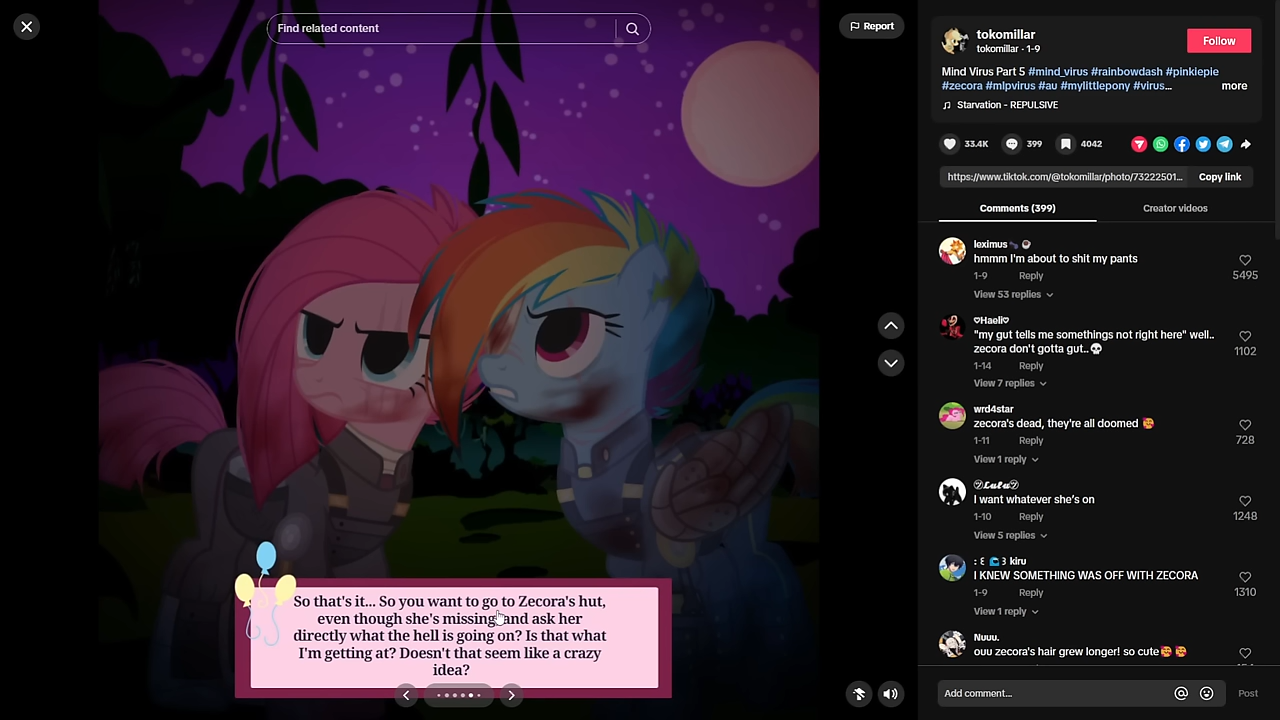 Find related content
Report
So that's it... So you want to go to Zecora's hut,
even though she's missing and ask her
directly what the hell is going on? Is that what
I'm getting at? Doesn't that seem like a crazy
idea?
tokomillar
tokomillar · 1-9
Follow
Mind Virus Part 5 #mind_virus #rainbowdash #pinkiepie
#zecora #mlpvirus #au #mylittlepony #virus...
more
Starvation - REPULSIVE
33.4K
399
4042
https://www.tiktok.com/@tokomillar/photo/73222501...
Copy link
Comments (399)
Creator videos
leximus
hmmm I'm about to shit my pants
1-9 Reply
5495
View 53 replies
♡Haeli♡
"my gut tells me somethings not right here" well..
zecora don't gotta gut..💀
1102
1-14 Reply
View 7 replies
wrd4star
zecora's dead, they're all doomed 🥰
1-11 Reply
728
View 1 reply
I want whatever she's on
1-10 Reply
1248
View 5 replies
: ꒰ 🌊 ꒱ kiru
I KNEW SOMETHING WAS OFF WITH ZECORA
1-9 Reply
1310
View 1 reply
Nuuu.
ouu zecora's hair grew longer! so cute🥰🥰
Add comment...
Post